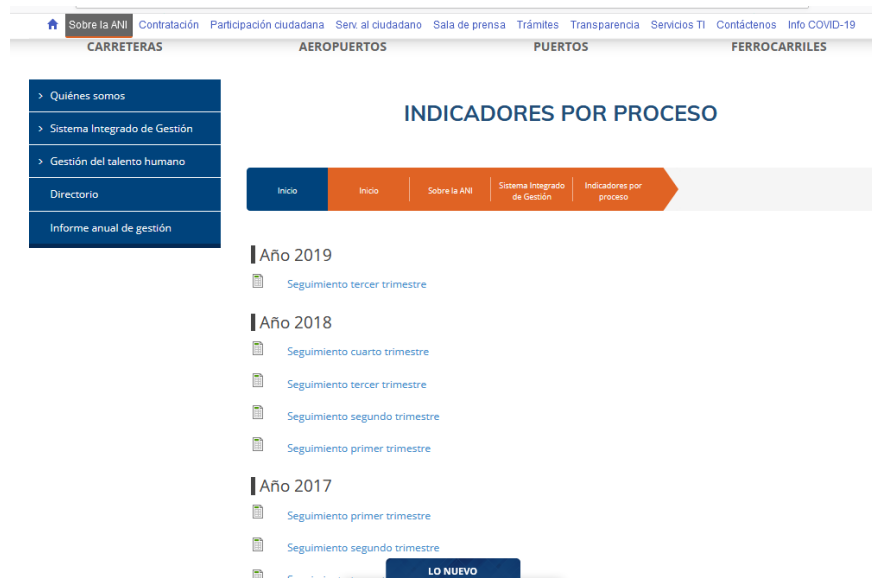 Sobre la ANI Contratación Participación ciudadana Serv. al ciudadano Sala de prensa Trámites Transparencia Servicios TI Contáctenos Info COVID-19
CARRETERAS AEROPUERTOS PUERTOS FERROCARRILES
> Quiénes somos
> Sistema Integrado de Gestión
> Gestión del talento humano
Directorio
Informe anual de gestión
INDICADORES POR PROCESO
Inicio
Inicio
Sobre la ANI
Sistema Integrado
de Gestión
Indicadores por
proceso
Año 2019
Seguimiento tercer trimestre
Año 2018
Seguimiento cuarto trimestre
Seguimiento tercer trimestre
Seguimiento segundo trimestre
Seguimiento primer trimestre
Año 2017
Seguimiento primer trimestre
Seguimiento segundo trimestre
LO NUEVO